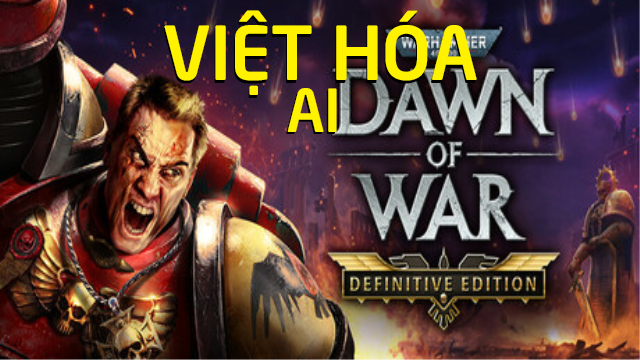 VIỆT HÓA
AI
WARHAMMER
DAWN
OF
WAR
DEFINITIVE EDITION